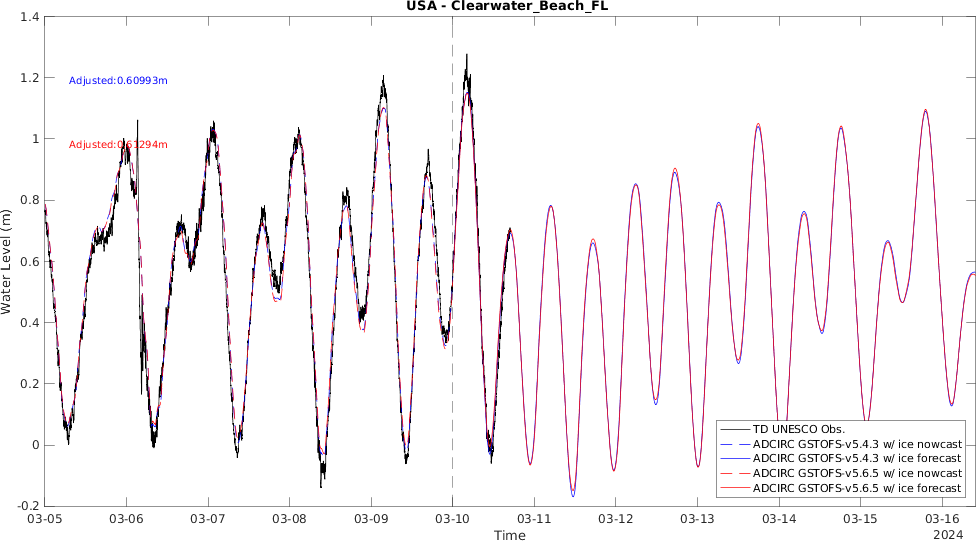 USA - Clearwater_Beach_FL
Water Level (m)
1.4
1.2
1
0.8
0.6
0.4
0.2
0
-0.2
Adjusted:0.60993m
Adjusted:0.61294m
TD UNESCO Obs.
ADCIRC GSTOFS-v5.4.3 w/ ice nowcast
ADCIRC GSTOFS-v5.4.3 w/ ice forecast
ADCIRC GSTOFS-v5.6.5 w/ ice nowcast
ADCIRC GSTOFS-v5.6.5 w/ ice forecast
03-05 03-06 03-07 03-08 03-09 03-10 03-11 03-12 03-13 03-14 03-15 03-16
Time
2024